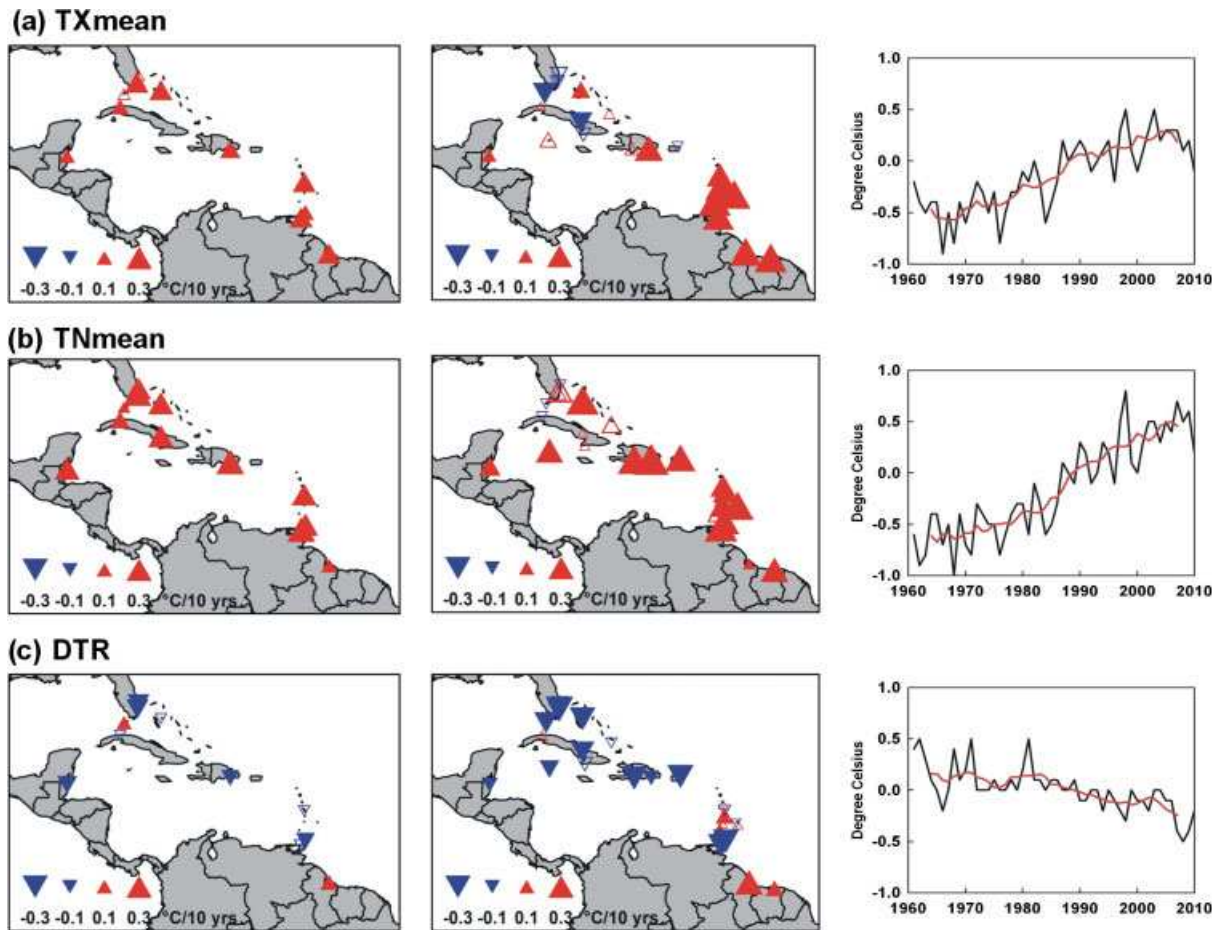 (a) TXmean
-0.3 -0.1 0.1 0.3 °C/10 yrs.
-0.3 -0.1 0.1 0.3 °C/10 yrs.
Degree Celsius
1.0
0.5
0.0
-0.5
-1.0
1960 1970 1980 1990 2000 2010
(b) TNmean
-0.3 -0.1 0.1 0.3 °C/10 yrs.
-0.3 -0.1 0.1 0.3 °C/10 yrs.
Degree Celsius
1.0
0.5
0.0
-0.5
-1.0
1960 1970 1980 1990 2000 2010
(c) DTR
-0.3 -0.1 0.1 0.3 °C/10 yrs.
-0.3 -0.1 0.1 0.3 °C/10 yrs.
Degree Celsius
1.0
0.5
0.0
-0.5
-1.0
1960 1970 1980 1990 2000 2010